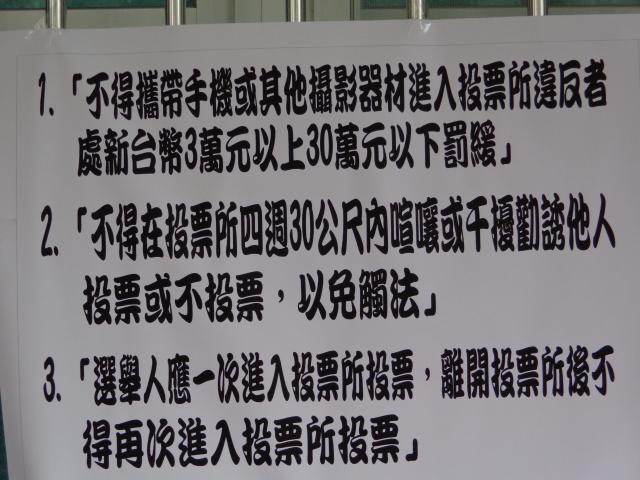 1.「不得攜帶手機或其他攝影器材進入投票所違反者
處新台幣3萬元以上30萬元以下罰緩」
2.「不得在投票所四週30公尺內喧嚷或干擾勸誘他人
投票或不投票，以免觸法」
3.「選舉人應一次進入投票所投票，離開投票所後不
得再次進入投票所投票」